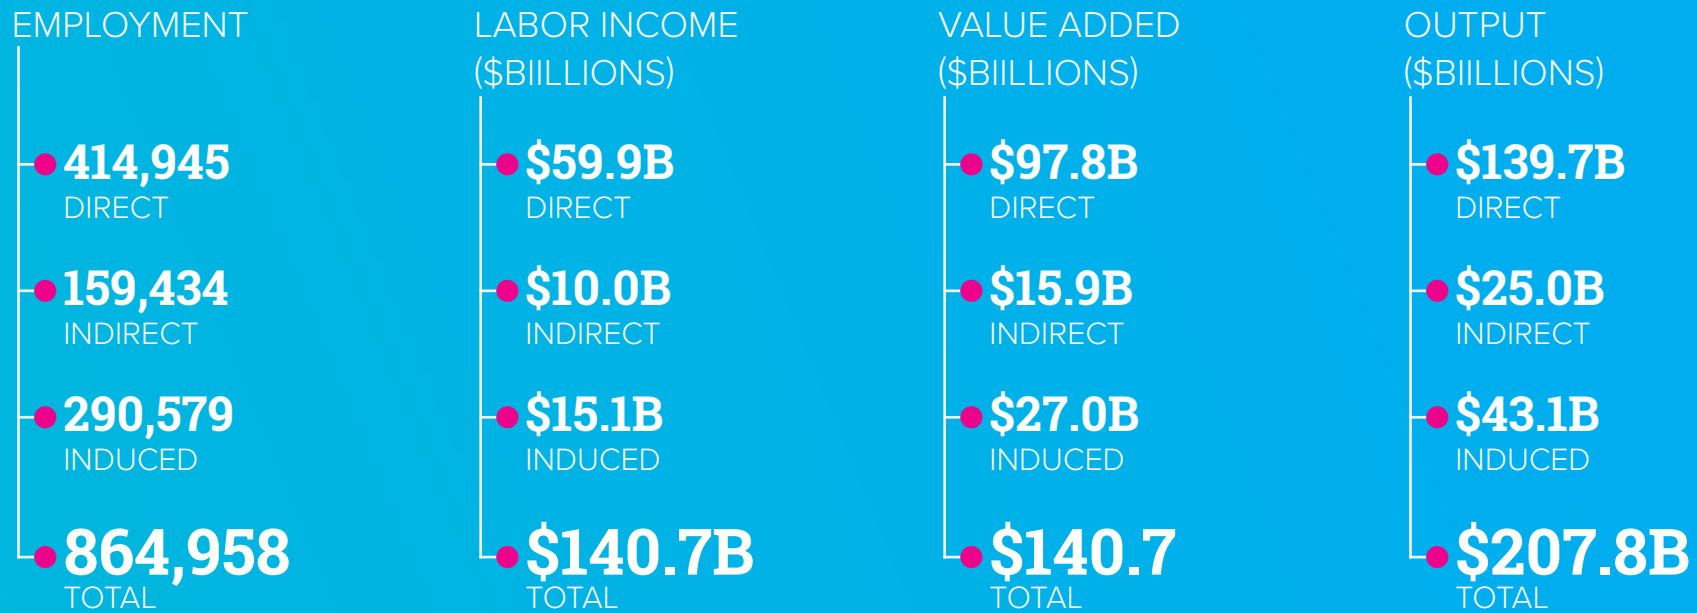 EMPLOYMENT
414,945
DIRECT
159,434
INDIRECT
290,579
INDUCED
864,958
TOTAL
LABOR INCOME
($BIILLIONS)
$59.9B
DIRECT
$10.0B
INDIRECT
$15.1B
INDUCED
$140.7B
TOTAL
VALUE ADDED
($BIILLIONS)
$97.8B
DIRECT
$15.9B
INDIRECT
$27.0B
INDUCED
$140.7
TOTAL
OUTPUT
($BIILLIONS)
$139.7B
DIRECT
$25.0B
INDIRECT
$43.1B
INDUCED
$207.8B
TOTAL